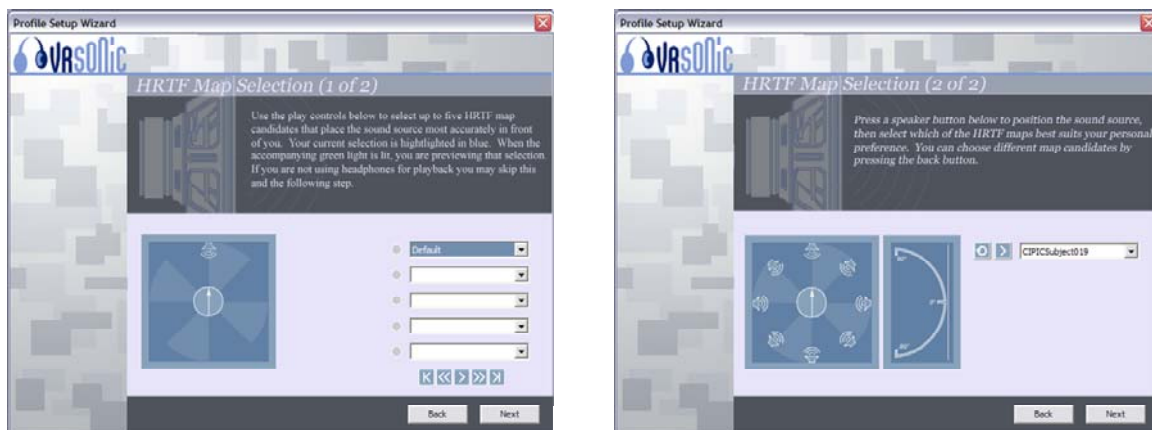 Profile Setup Wizard
VRSonic
HRTF Map Selection (1 of 2)
Use the play controls below to select up to five HRTF map
candidates that place the sound source most accurately in front
of you. Your current selection is hightlighted in blue. When the
accompanying green light is lit, you are previewing that selection.
If you are not using headphones for playback you may skip this
and the following step.
Default
Back
Next
Profile Setup Wizard
VRSonic
HRTF Map Selection (2 of 2)
Press a speaker button below to position the sound source,
then select which of the HRTF maps best suits your personal
preference. You can choose different map candidates by
pressing the back button.
CIPICSubject019
Back
Next